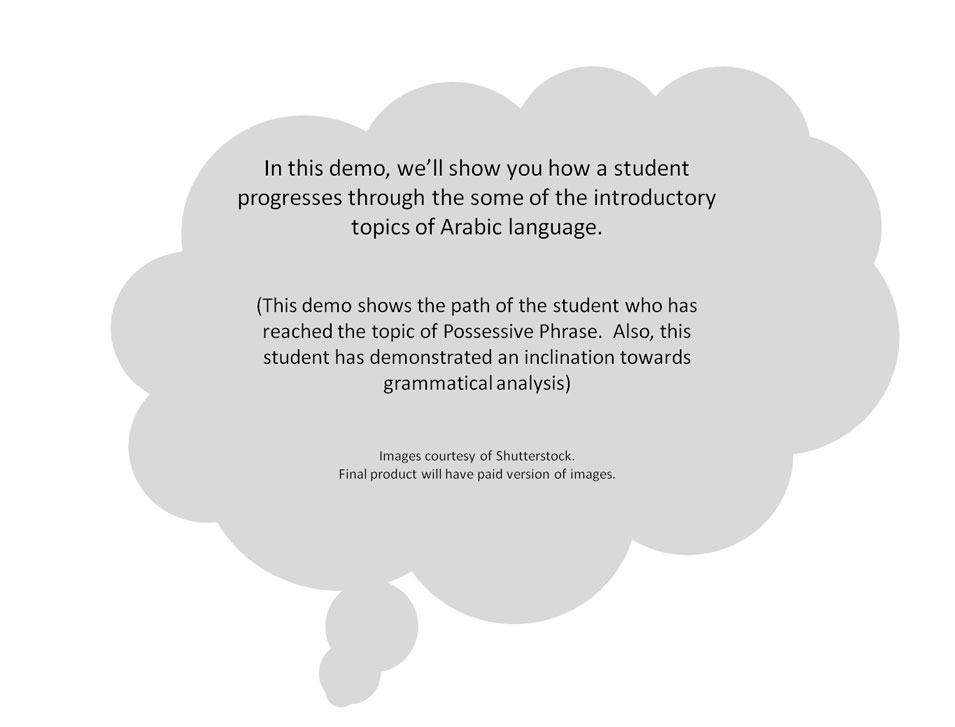 In this demo, we’ll show you how a student
progresses through the some of the introductory
topics of Arabic language.
(This demo shows the path of the student who has
reached the topic of Possessive Phrase.  Also, this
student has demonstrated an inclination towards
grammatical analysis)
Images courtesy of Shutterstock.
Final product will have paid version of images.